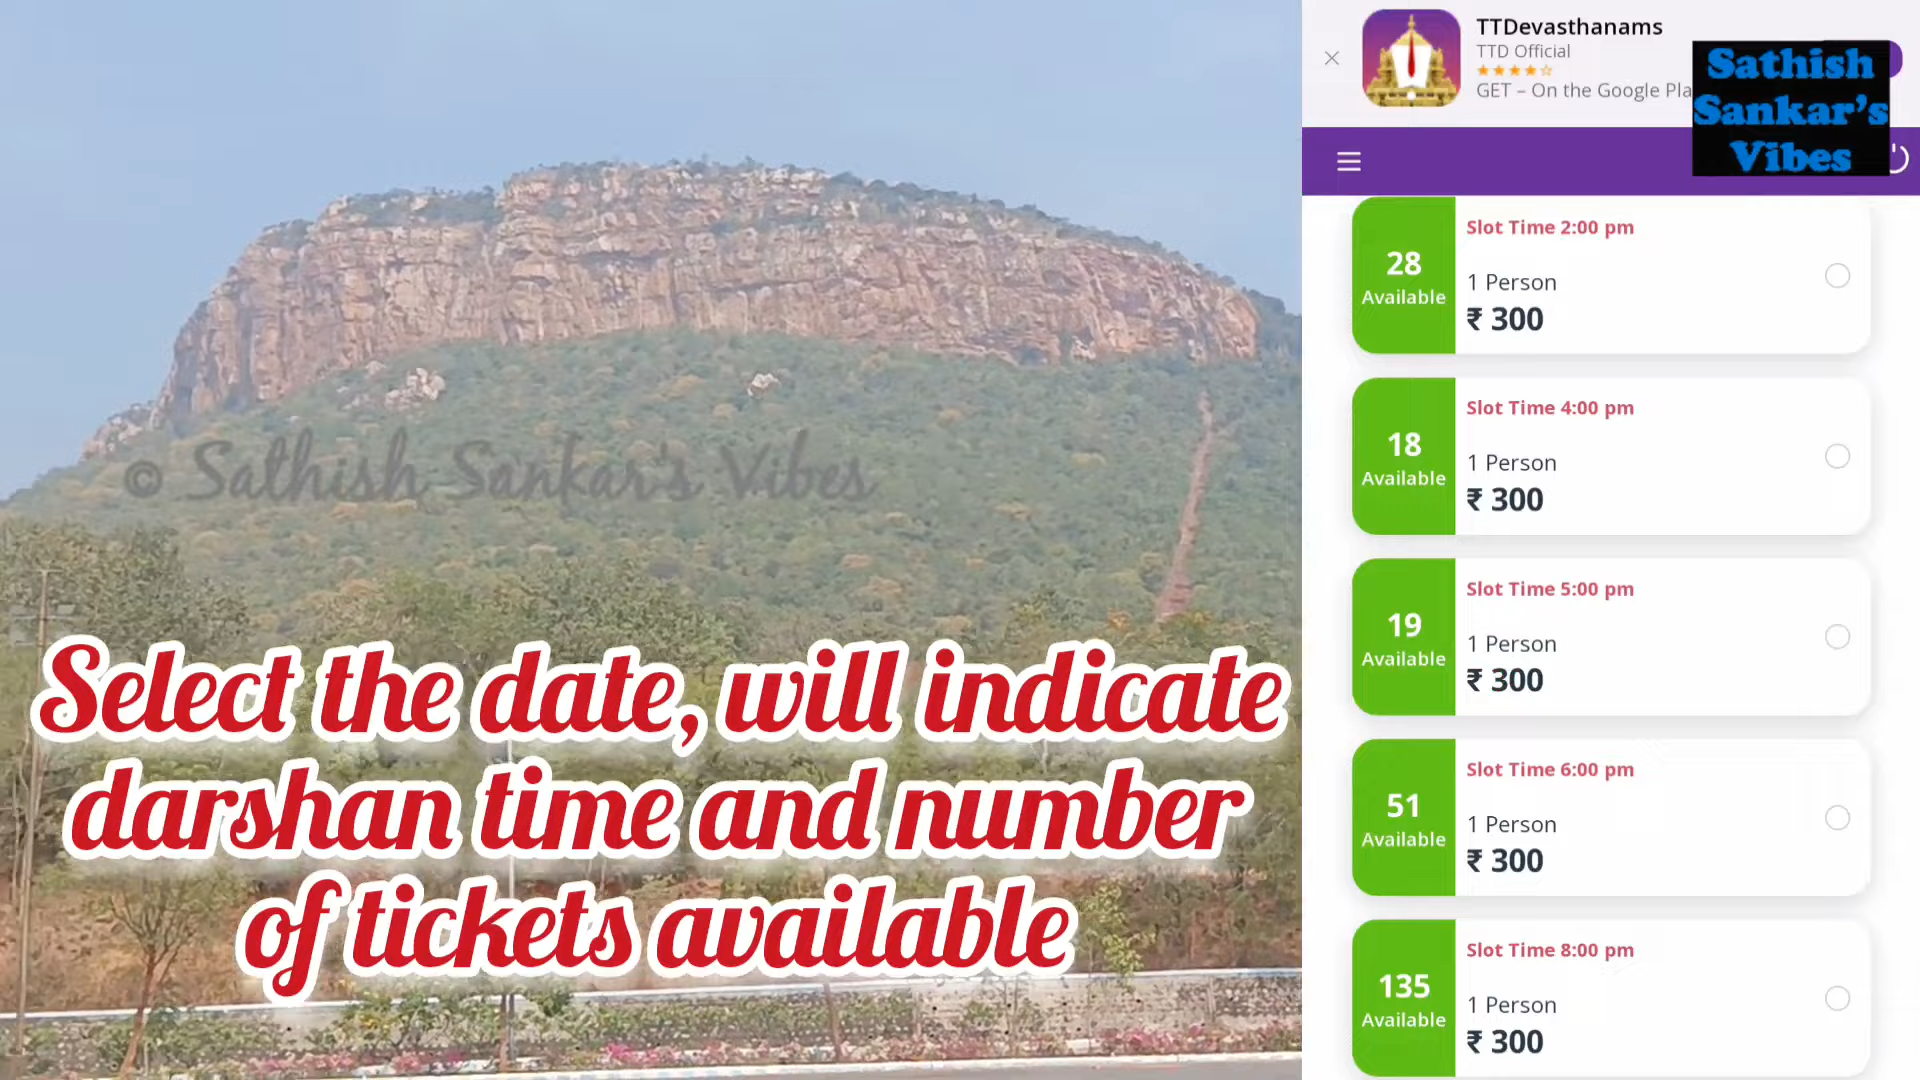 © Sathish Sankar's Vibes
Select the date, will indicate
darshan time and number
of tickets available
TTDevasthanams
TTD Official
GET – On the Google Pla
Sathish
Sankar's
Vibes
28
Available
Slot Time 2:00 pm
1 Person
₹ 300
18
Available
Slot Time 4:00 pm
1 Person
₹ 300
19
Available
Slot Time 5:00 pm
1 Person
₹ 300
51
Available
Slot Time 6:00 pm
1 Person
₹ 300
135
Available
Slot Time 8:00 pm
1 Person
₹ 300